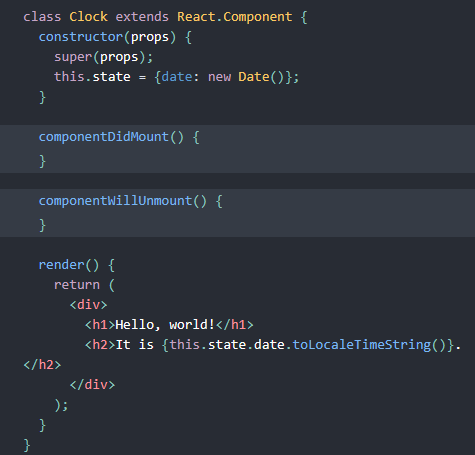 class Clock extends React.Component {
  constructor(props) {
    super(props);
    this.state = {date: new Date()};
  }

  componentDidMount() {
  }

  componentWillUnmount() {
  }

  render() {
    return (
      <div>
        <h1>Hello, world!</h1>
        <h2>It is {this.state.date.toLocaleTimeString()}.
</h2>
      </div>
    );
  }
}